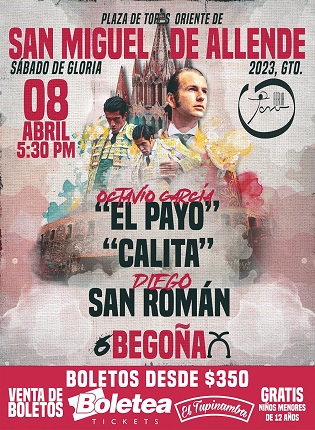 PLAZA DE TOROS ORIENTE DE
SAN MIGUEL DE ALLENDE
SÁBADO DE GLORIA
2023, GTO.
08
ABRIL
5:30 PM
OCTAVIO GARCÍA
"EL PAYO"
"CALITA"
DIEGO
SAN ROMÁN
6 BEGOÑA
BOLETOS DESDE $350
VENTA DE
BOLETOS
Boletea
TICKETS
El Tupinamba
GRATIS
NIÑOS MENORES
DE 12 AÑOS